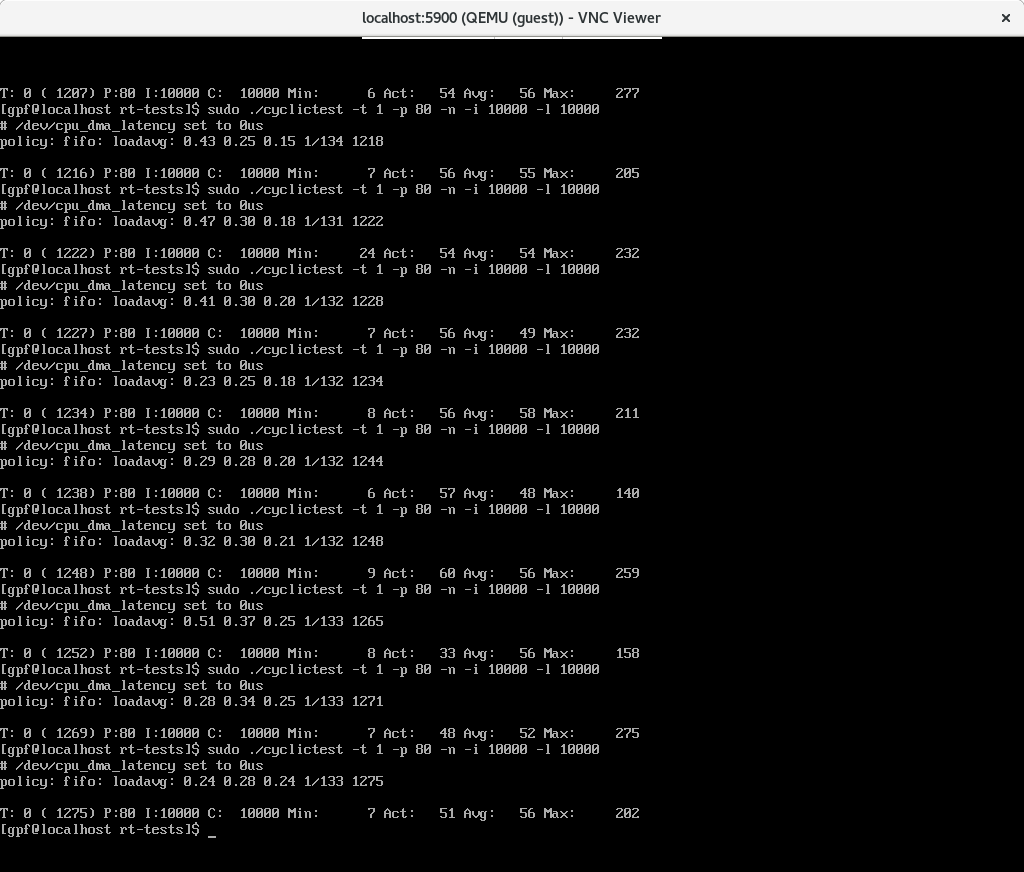 localhost:5900 (QEMU (guest)) - VNC Viewer
T: 0 ( 1207) P:80 I:10000 C:  10000 Min:      6 Act:   54 Avg:   56 Max:     277
[gpf@localhost rt-tests]$ sudo ./cyclictest -t 1 -p 80 -n -i 10000 -l 10000
# /dev/cpu_dma_latency set to 0us
policy: fifo: loadavg: 0.43 0.25 0.15 1/134 1218
T: 0 ( 1216) P:80 I:10000 C:  10000 Min:      7 Act:   56 Avg:   55 Max:     205
[gpf@localhost rt-tests]$ sudo ./cyclictest -t 1 -p 80 -n -i 10000 -l 10000
# /dev/cpu_dma_latency set to 0us
policy: fifo: loadavg: 0.47 0.30 0.18 1/131 1222
T: 0 ( 1222) P:80 I:10000 C:  10000 Min:     24 Act:   54 Avg:   54 Max:     232
[gpf@localhost rt-tests]$ sudo ./cyclictest -t 1 -p 80 -n -i 10000 -l 10000
# /dev/cpu_dma_latency set to 0us
policy: fifo: loadavg: 0.41 0.30 0.20 1/132 1228
T: 0 ( 1227) P:80 I:10000 C:  10000 Min:      7 Act:   56 Avg:   49 Max:     232
[gpf@localhost rt-tests]$ sudo ./cyclictest -t 1 -p 80 -n -i 10000 -l 10000
# /dev/cpu_dma_latency set to 0us
policy: fifo: loadavg: 0.23 0.25 0.18 1/132 1234
T: 0 ( 1234) P:80 I:10000 C:  10000 Min:      8 Act:   56 Avg:   58 Max:     211
[gpf@localhost rt-tests]$ sudo ./cyclictest -t 1 -p 80 -n -i 10000 -l 10000
# /dev/cpu_dma_latency set to 0us
policy: fifo: loadavg: 0.29 0.28 0.20 1/132 1244
T: 0 ( 1238) P:80 I:10000 C:  10000 Min:      6 Act:   57 Avg:   48 Max:     140
[gpf@localhost rt-tests]$ sudo ./cyclictest -t 1 -p 80 -n -i 10000 -l 10000
# /dev/cpu_dma_latency set to 0us
policy: fifo: loadavg: 0.32 0.30 0.21 1/132 1248
T: 0 ( 1248) P:80 I:10000 C:  10000 Min:      9 Act:   60 Avg:   56 Max:     259
[gpf@localhost rt-tests]$ sudo ./cyclictest -t 1 -p 80 -n -i 10000 -l 10000
# /dev/cpu_dma_latency set to 0us
policy: fifo: loadavg: 0.51 0.37 0.25 1/133 1265
T: 0 ( 1252) P:80 I:10000 C:  10000 Min:      8 Act:   33 Avg:   56 Max:     158
[gpf@localhost rt-tests]$ sudo ./cyclictest -t 1 -p 80 -n -i 10000 -l 10000
# /dev/cpu_dma_latency set to 0us
policy: fifo: loadavg: 0.28 0.34 0.25 1/133 1271
T: 0 ( 1269) P:80 I:10000 C:  10000 Min:      7 Act:   48 Avg:   52 Max:     275
[gpf@localhost rt-tests]$ sudo ./cyclictest -t 1 -p 80 -n -i 10000 -l 10000
# /dev/cpu_dma_latency set to 0us
policy: fifo: loadavg: 0.24 0.28 0.24 1/133 1275
T: 0 ( 1275) P:80 I:10000 C:  10000 Min:      7 Act:   51 Avg:   56 Max:     202
[gpf@localhost rt-tests]$ _